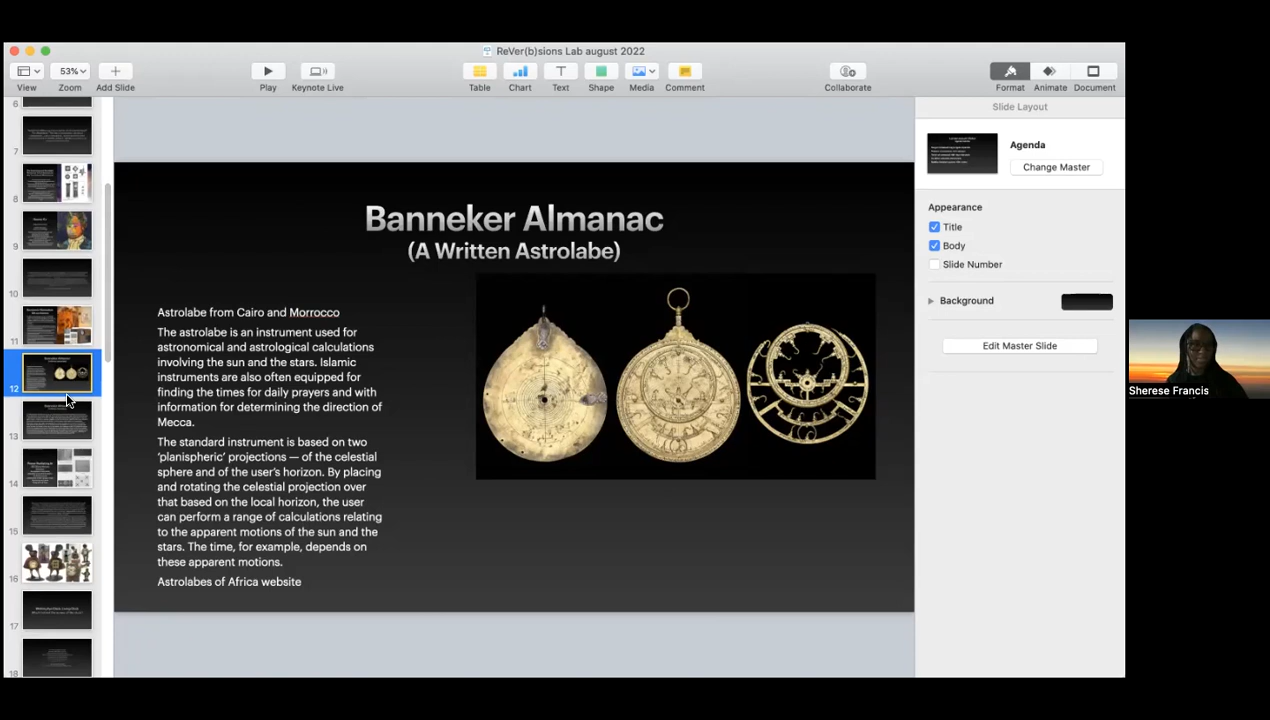 ReVer(b)sions Lab august 2022
53%
View
Zoom
Add Slide
Play
Keynote Live
Table
Chart
Text
Shape
Media
Comment
Collaborate
Format
Animate
Document
6
7
8
9
10
11
12
13
14
15
16
17
18
Banneker Almanac
(A Written Astrolabe)
Astrolabe from Cairo and Morrocco
The astrolabe is an instrument used for
astronomical and astrological calculations
involving the sun and the stars. Islamic
instruments are also often equipped for
finding the times for daily prayers and with
information for determining the direction of
Mecca.
The standard instrument is based on two
‘planispheric’ projections — of the celestial
sphere and of the user’s horizon. By placing
and rotating the celestial projection over
that based on the local horizon, the user
can perform a range of calculations relating
to the apparent motions of the sun and the
stars. The time, for example, depends on
these apparent motions.
Astrolabes of Africa website
Slide Layout
Agenda
Change Master
Appearance
Title
Body
Slide Number
Background
Edit Master Slide
Sherese Francis